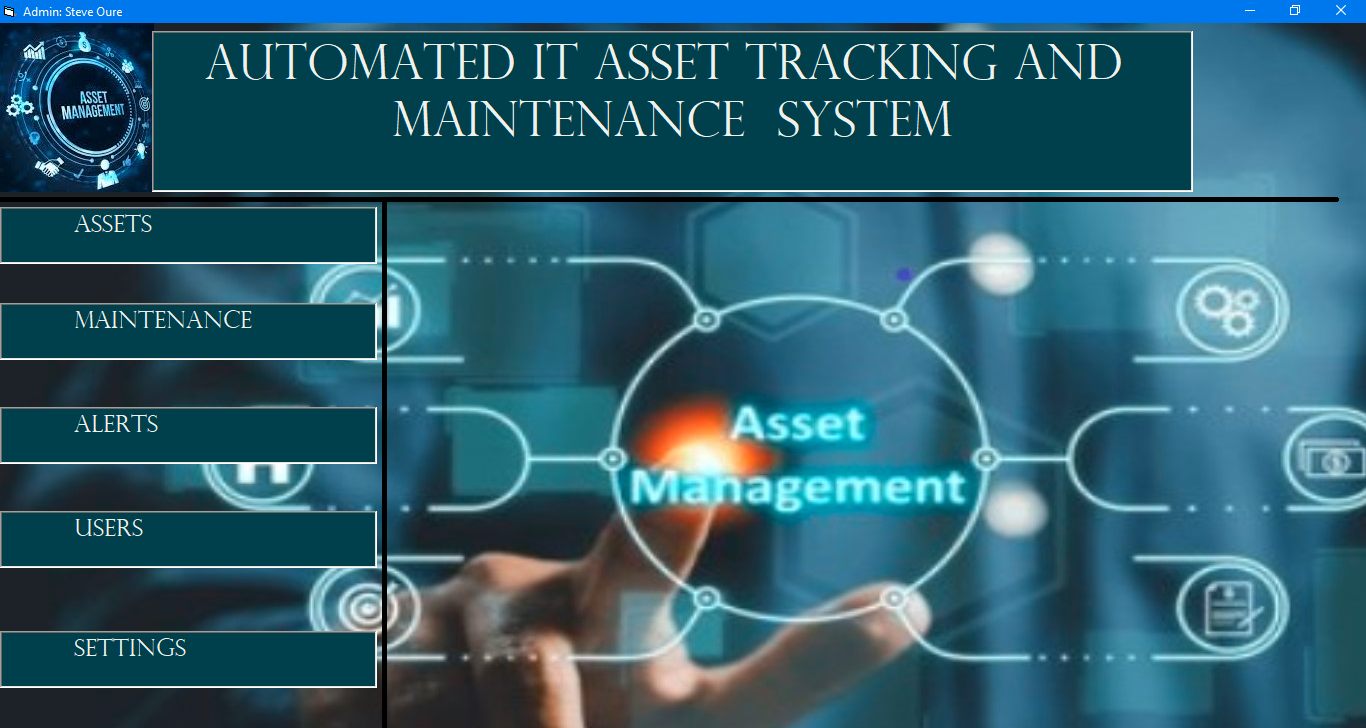 Admin: Steve Oure
ASSET
MANAGEMENT
AUTOMATED IT ASSET TRACKING AND
MAINTENANCE SYSTEM
ASSETS
MAINTENANCE
ALERTS
USERS
SETTINGS
Asset
Management